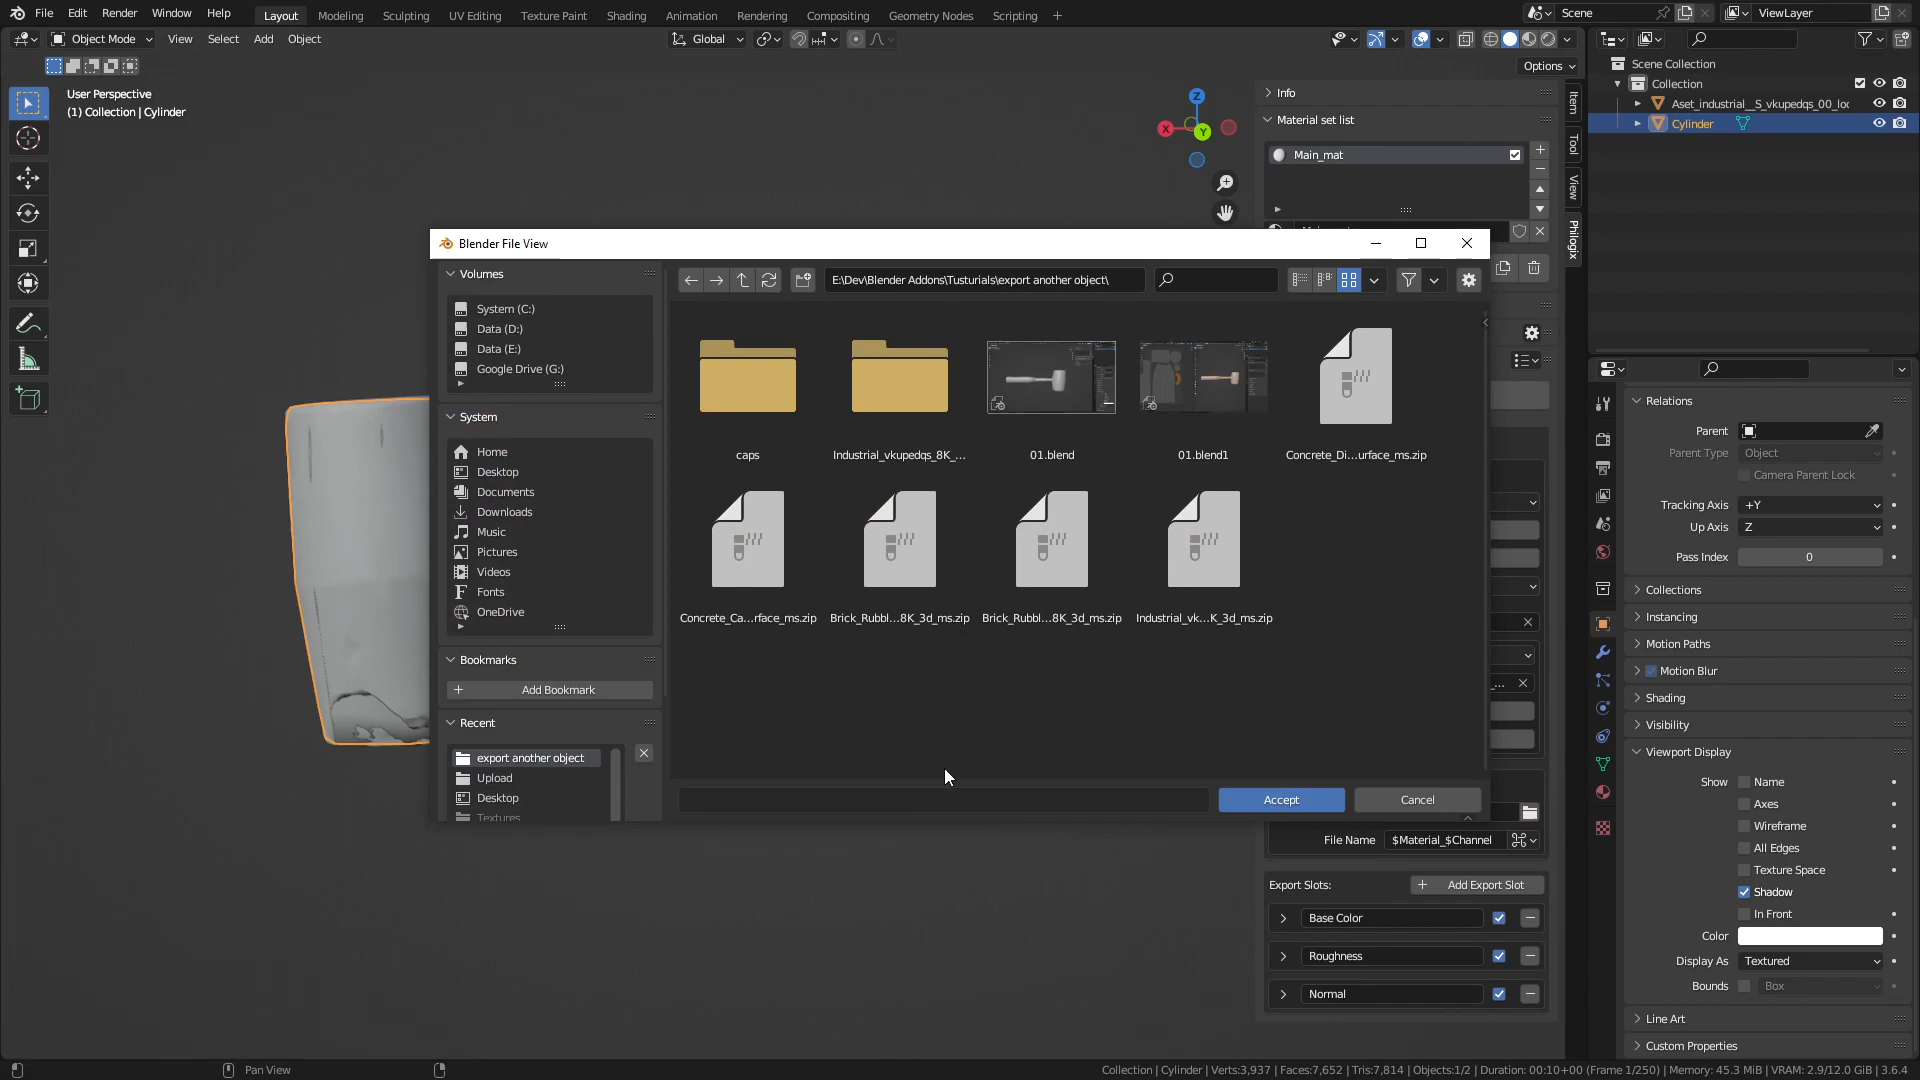 File Edit Render Window Help Layout Modeling Sculpting UV Editing Texture Paint Shading Animation Rendering Compositing Geometry Nodes Scripting + Scene ViewLayer
Object Mode View Select Add Object Global
Options
User Perspective
(1) Collection | Cylinder
Z
X
Y
Info
Material set list
Main_mat
Item
Tool
View
Philogix
Scene Collection
Collection
Aset_industrial__S_vkupedqs_00_lo
Cylinder
Blender File View
Volumes
System (C:)
Data (D:)
Data (E:)
Google Drive (G:)
System
Home
Desktop
Documents
Downloads
Music
Pictures
Videos
Fonts
OneDrive
Bookmarks
Add Bookmark
Recent
export another object
Upload
Desktop
Textures
E:\Dev\Blender Addons\Tusturials\export another object\
caps
Industrial_vkupedqs_8K_...
01.blend
01.blend1
Concrete_Di...urface_ms.zip
Concrete_Ca...rface_ms.zip
Brick_Rubbl...8K_3d_ms.zip
Brick_Rubbl...8K_3d_ms.zip
Industrial_vk...K_3d_ms.zip
Accept
Cancel
...
File Name $Material_$Channel
Export Slots: Add Export Slot
Base Color
Roughness
Normal
Relations
Parent
Parent Type Object
Camera Parent Lock
Tracking Axis +Y
Up Axis Z
Pass Index 0
Collections
Instancing
Motion Paths
Motion Blur
Shading
Visibility
Viewport Display
Show Name
Axes
Wireframe
All Edges
Texture Space
Shadow
In Front
Color
Display As Textured
Bounds Box
Line Art
Custom Properties
Pan View
Collection | Cylinder | Verts:3,937 | Faces:7,652 | Tris:7,814 | Objects:1/2 | Duration: 00:10+00 (Frame 1/250) | Memory: 45.3 MiB | VRAM: 2.9/12.0 GiB | 3.6.4